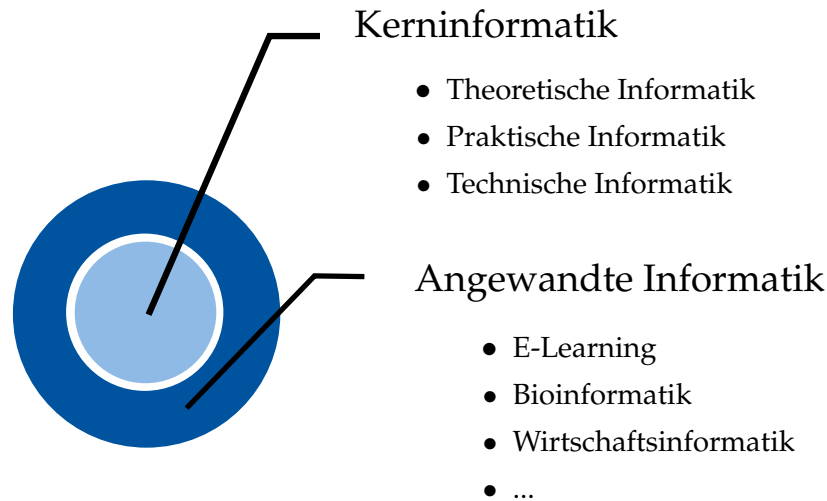 Kerninformatik
• Theoretische Informatik
• Praktische Informatik
• Technische Informatik
Angewandte Informatik
• E-Learning
• Bioinformatik
• Wirtschaftsinformatik
• ...